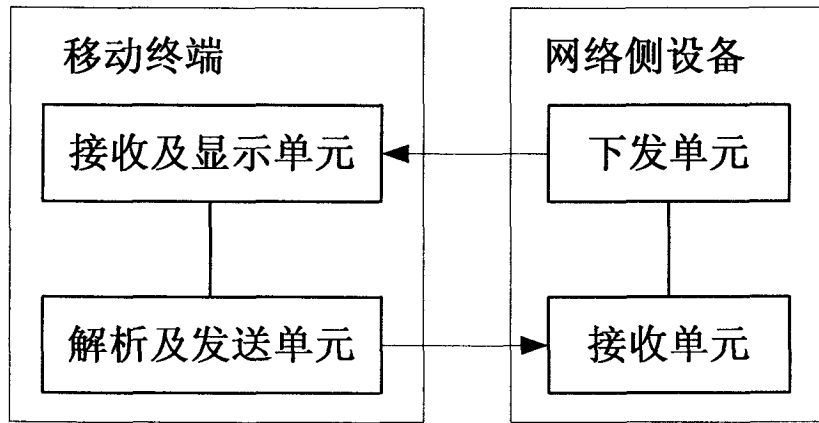 移动终端
网络侧设备
接收及显示单元
下发单元
解析及发送单元
接收单元